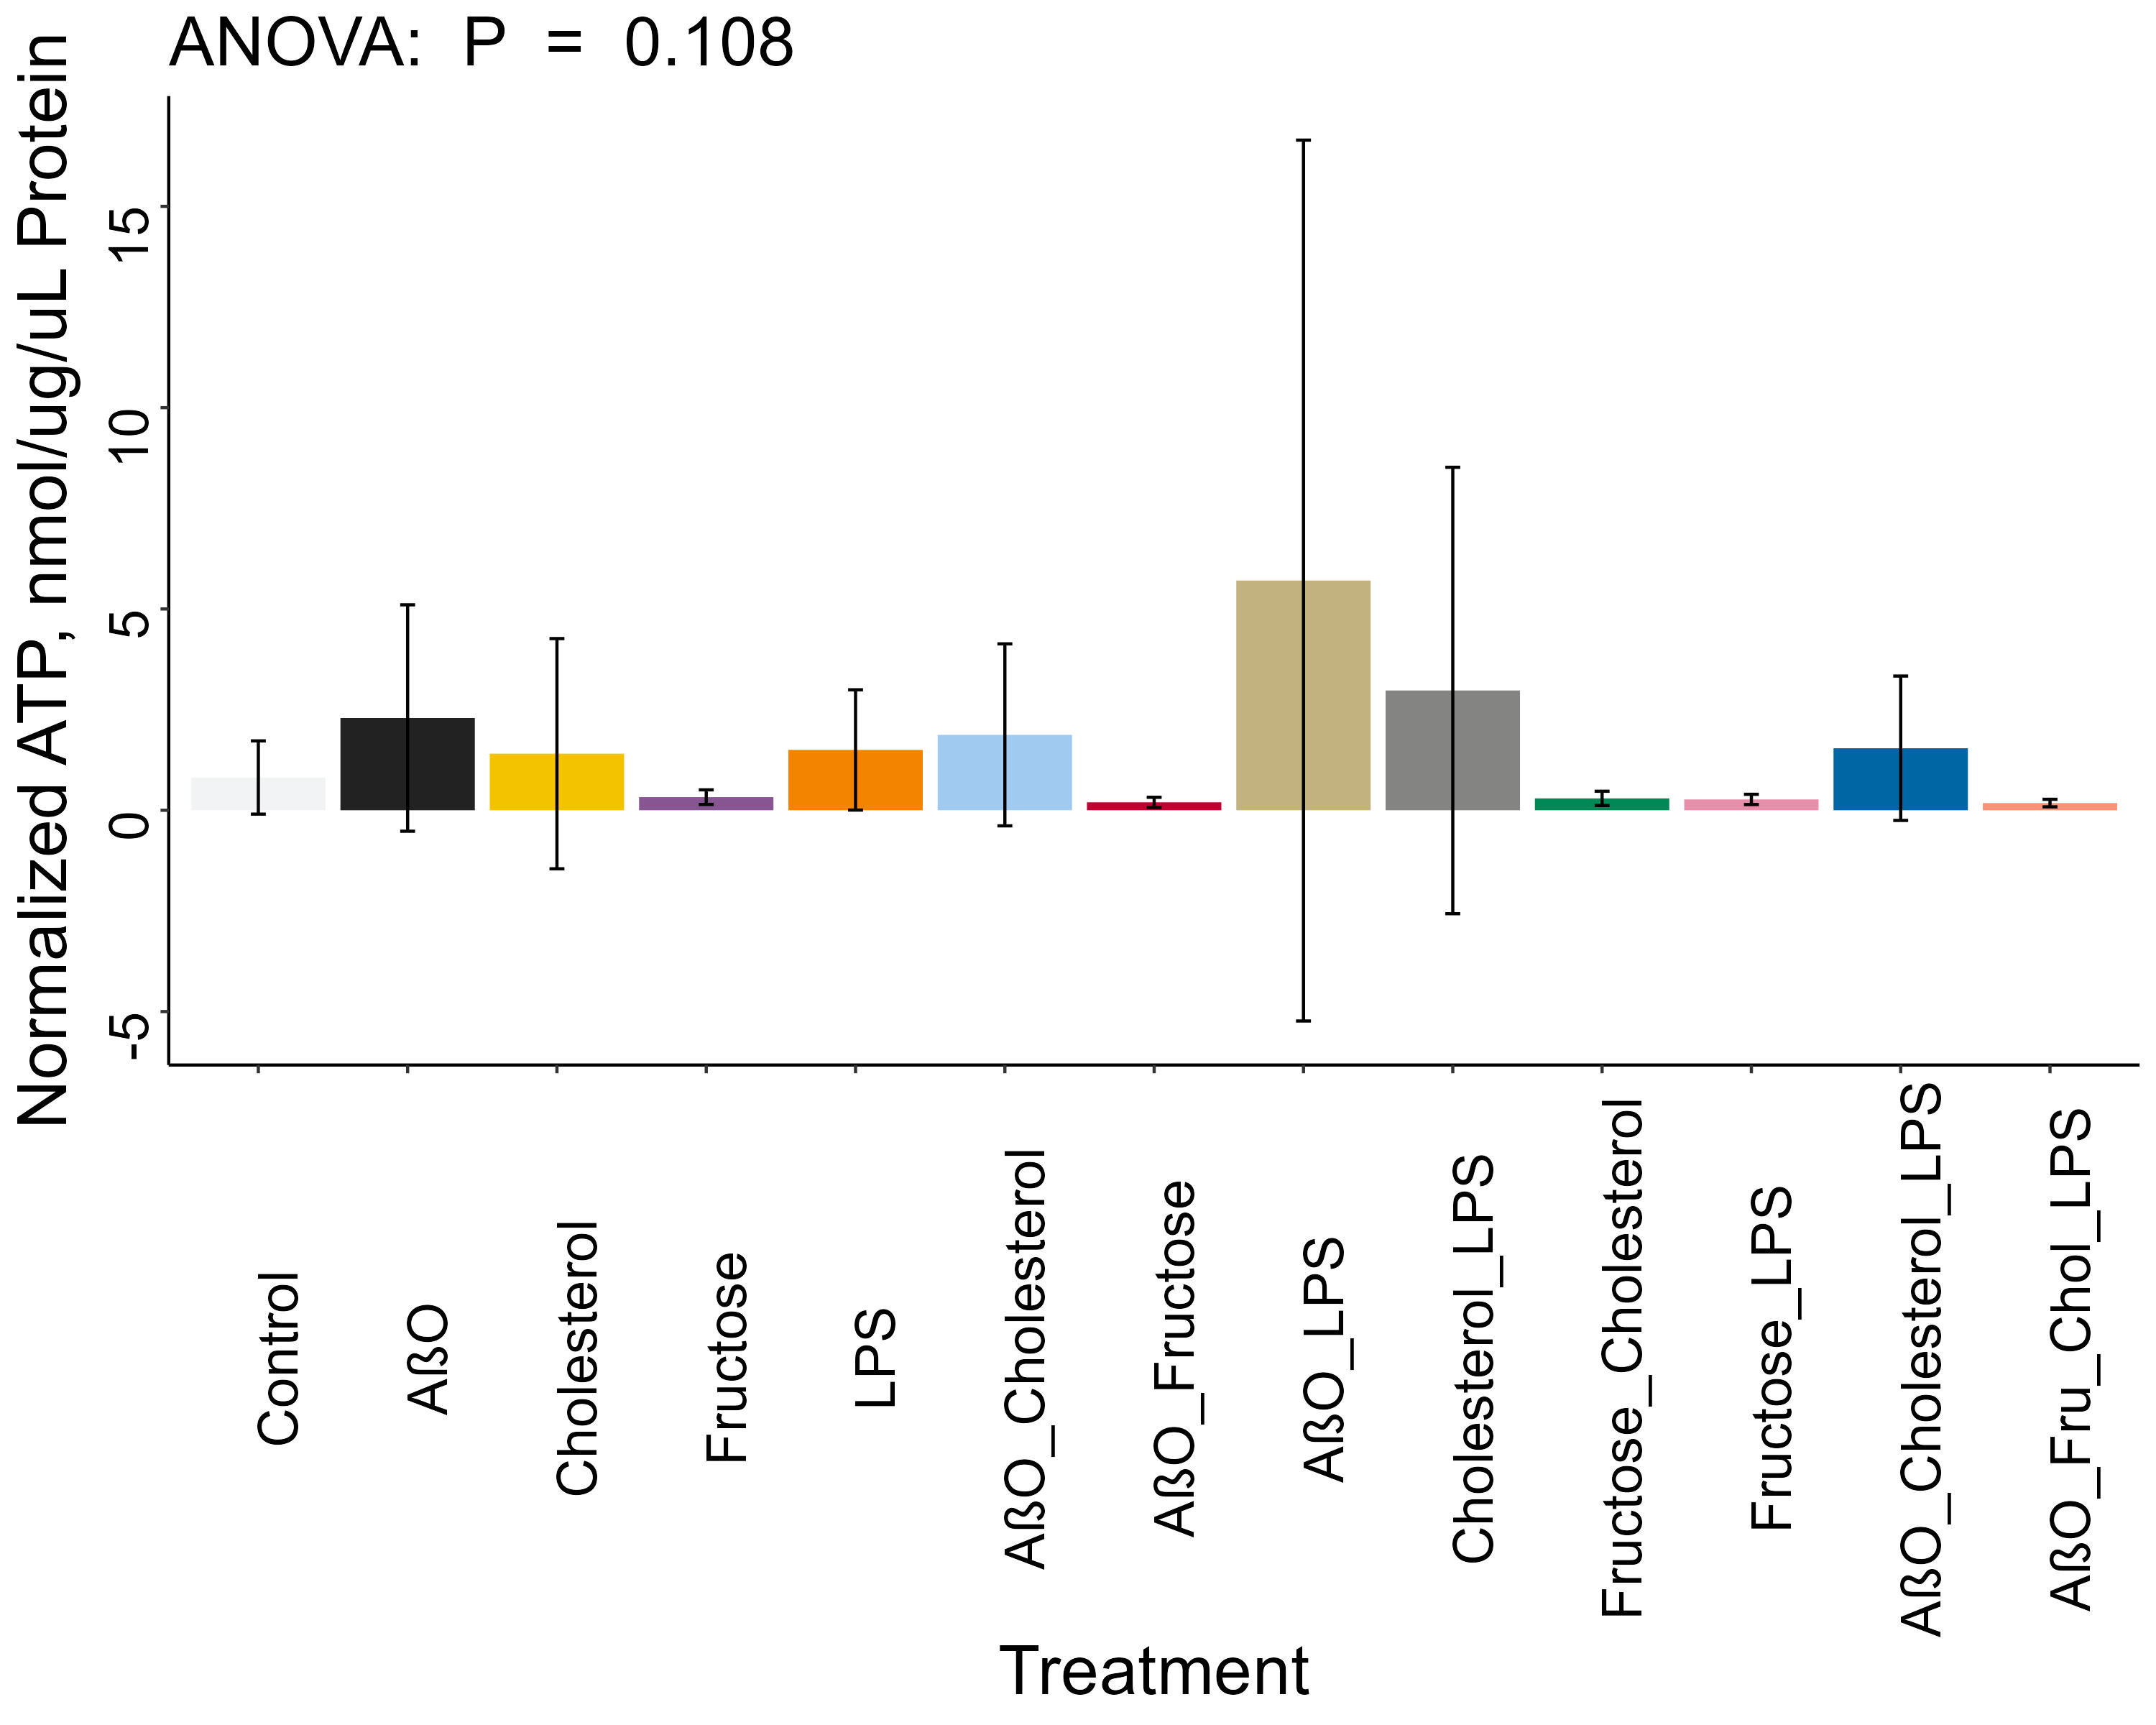 ANOVA: P = 0.108
Normalized ATP, nmol/ug/uL Protein
15
10
5
0
-5
Control
AßO
Cholesterol
Fructose
LPS
AßO_Cholesterol
AßO_Fructose
AßO_LPS
Cholesterol_LPS
Fructose_Cholesterol
Fructose_LPS
AßO_Cholesterol_LPS
AßO_Fru_Chol_LPS
Treatment